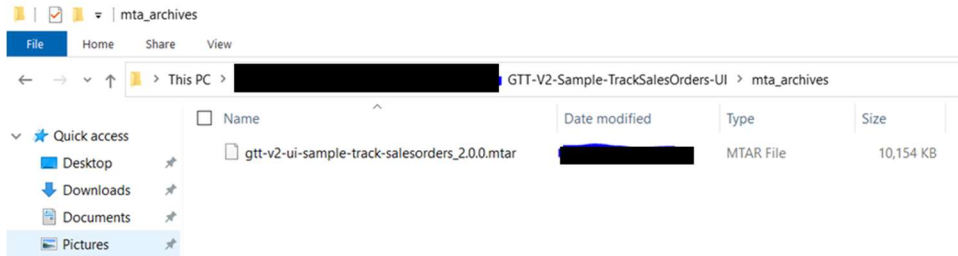 mta_archives
File Home Share View
This PC > GTT-V2-Sample-TrackSalesOrders-UI > mta_archives
Name Date modified Type Size
Quick access
gtt-v2-ui-sample-track-salesorders_2.0.0.mtar MTAR File 10,154 KB
Desktop
Downloads
Documents
Pictures